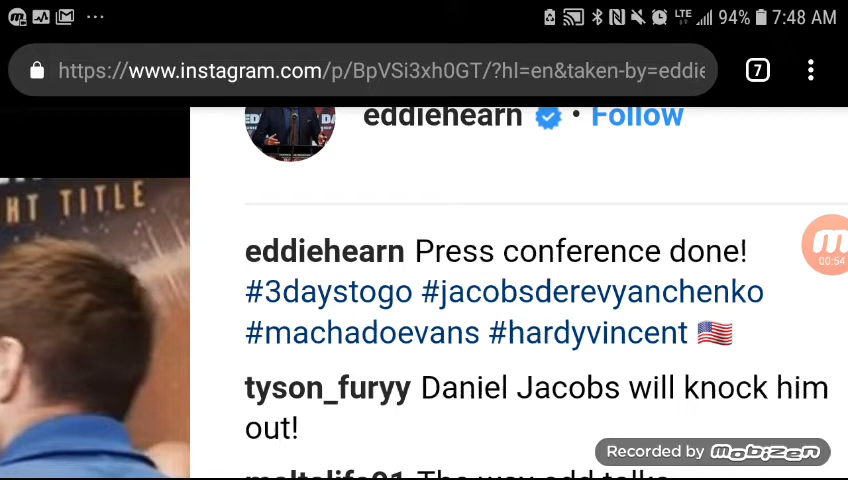 LTE 94% 7:48 AM
https://www.instagram.com/p/BpVSi3xh0GT/?hl=en&taken-by=eddie
7
eddiehearn • Follow
HT TITLE
eddiehearn Press conference done!
#3daystogo #jacobsderevyanchenko
#machadoevans #hardyvincent
00:54
tyson_furyy Daniel Jacobs will knock him
out!
Recorded by MOBIZEN